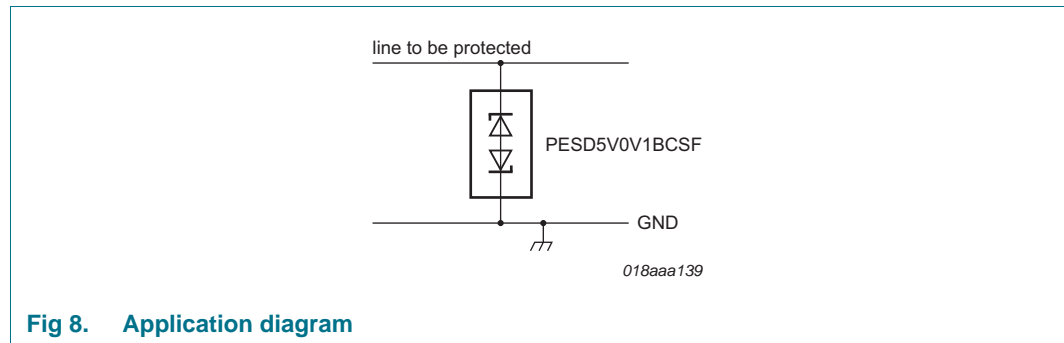 line to be protected
PESD5V0V1BCSF
GND
018aaa139
Fig 8. Application diagram